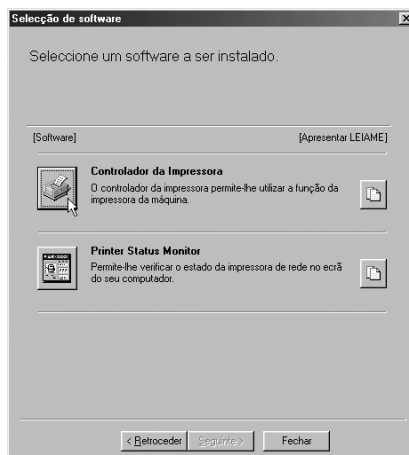 Selecção de software
Seleccione um software a ser instalado.
[Software] [Apresentar LEIAME]
Controlador da Impressora
O controlador da impressora permite-lhe utilizar a função da
impressora da máquina.
Printer Status Monitor
Permite-lhe verificar o estado da impressora de rede no ecrã
do seu computador.
< Retroceder Seguinte > Fechar